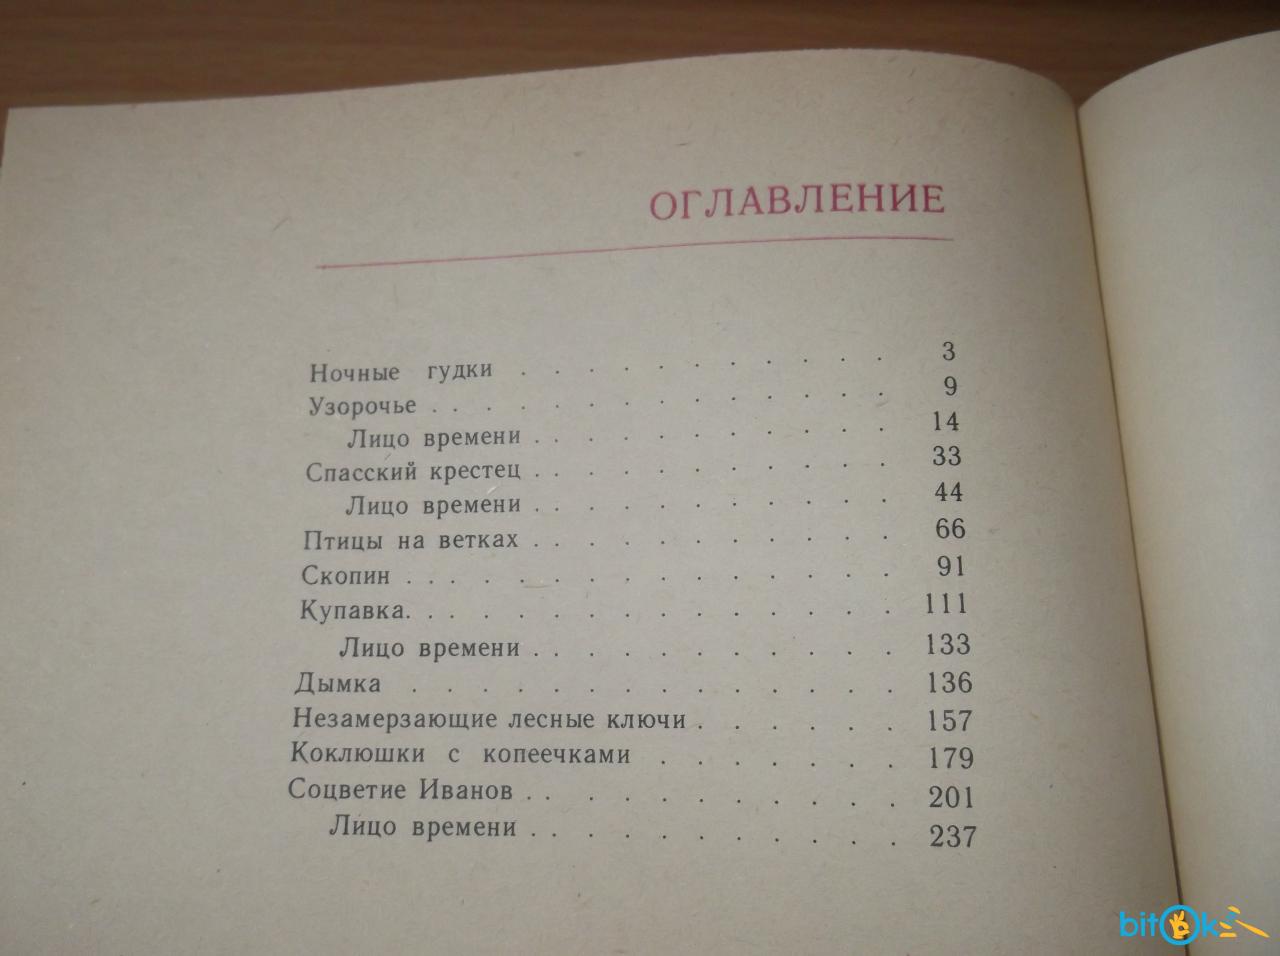 ОГЛАВЛЕНИЕ
Ночные гудки . . . . . . . . . . . 3
Узорочье . . . . . . . . . . . . . . 9
Лицо времени . . . . . . . . . . . 14
Спасский крестец . . . . . . . . . . . 33
Лицо времени . . . . . . . . . . . 44
Птицы на ветках . . . . . . . . . . . 66
Скопин . . . . . . . . . . . . . . . 91
Купавка. . . . . . . . . . . . . . . 111
Лицо времени . . . . . . . . . . . 133
Дымка . . . . . . . . . . . . . . 136
Незамерзающие лесные ключи . . . . . . 157
Коклюшки с копеечками . . . . . . . 179
Соцветие Иванов . . . . . . . . . . . 201
Лицо времени . . . . . . . . . . . 237
bitOk